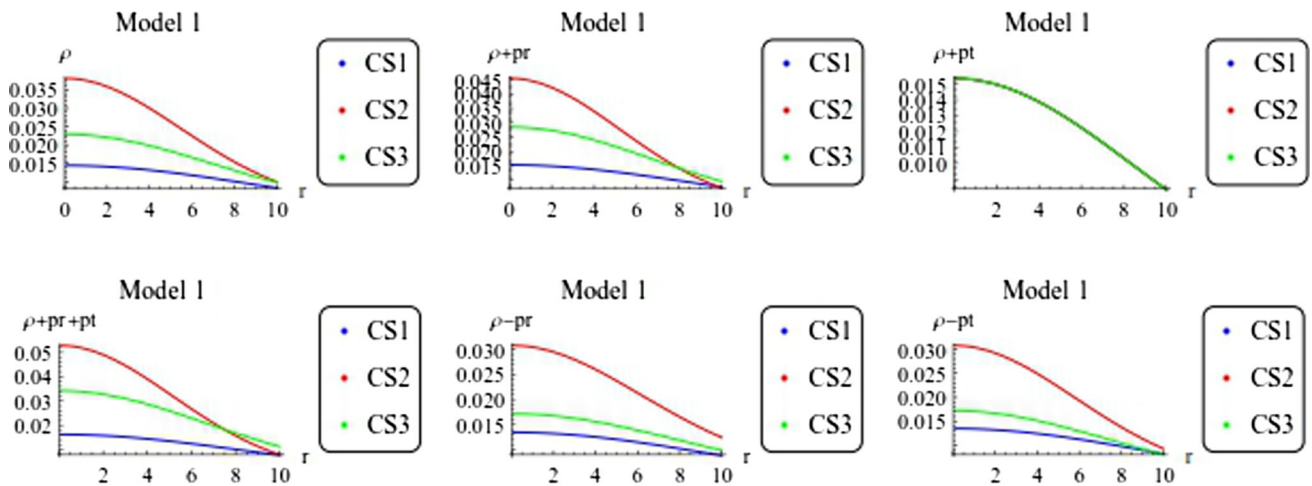 Model 1
ρ
0.035
0.030
0.025
0.020
0.015
0 2 4 6 8 10
r
CS1
CS2
CS3
Model 1
ρ+pr
0.045
0.040
0.035
0.030
0.025
0.020
0.015
0 2 4 6 8 10
r
CS1
CS2
CS3
Model 1
ρ+pt
0.015
0.014
0.013
0.012
0.011
0.010
2 4 6 8 10
r
CS1
CS2
CS3
Model 1
ρ+pr+pt
0.05
0.04
0.03
0.02
2 4 6 8 10
r
CS1
CS2
CS3
Model 1
ρ−pr
0.030
0.025
0.020
0.015
2 4 6 8 10
r
CS1
CS2
CS3
Model 1
ρ−pt
0.030
0.025
0.020
0.015
2 4 6 8 10
r
CS1
CS2
CS3